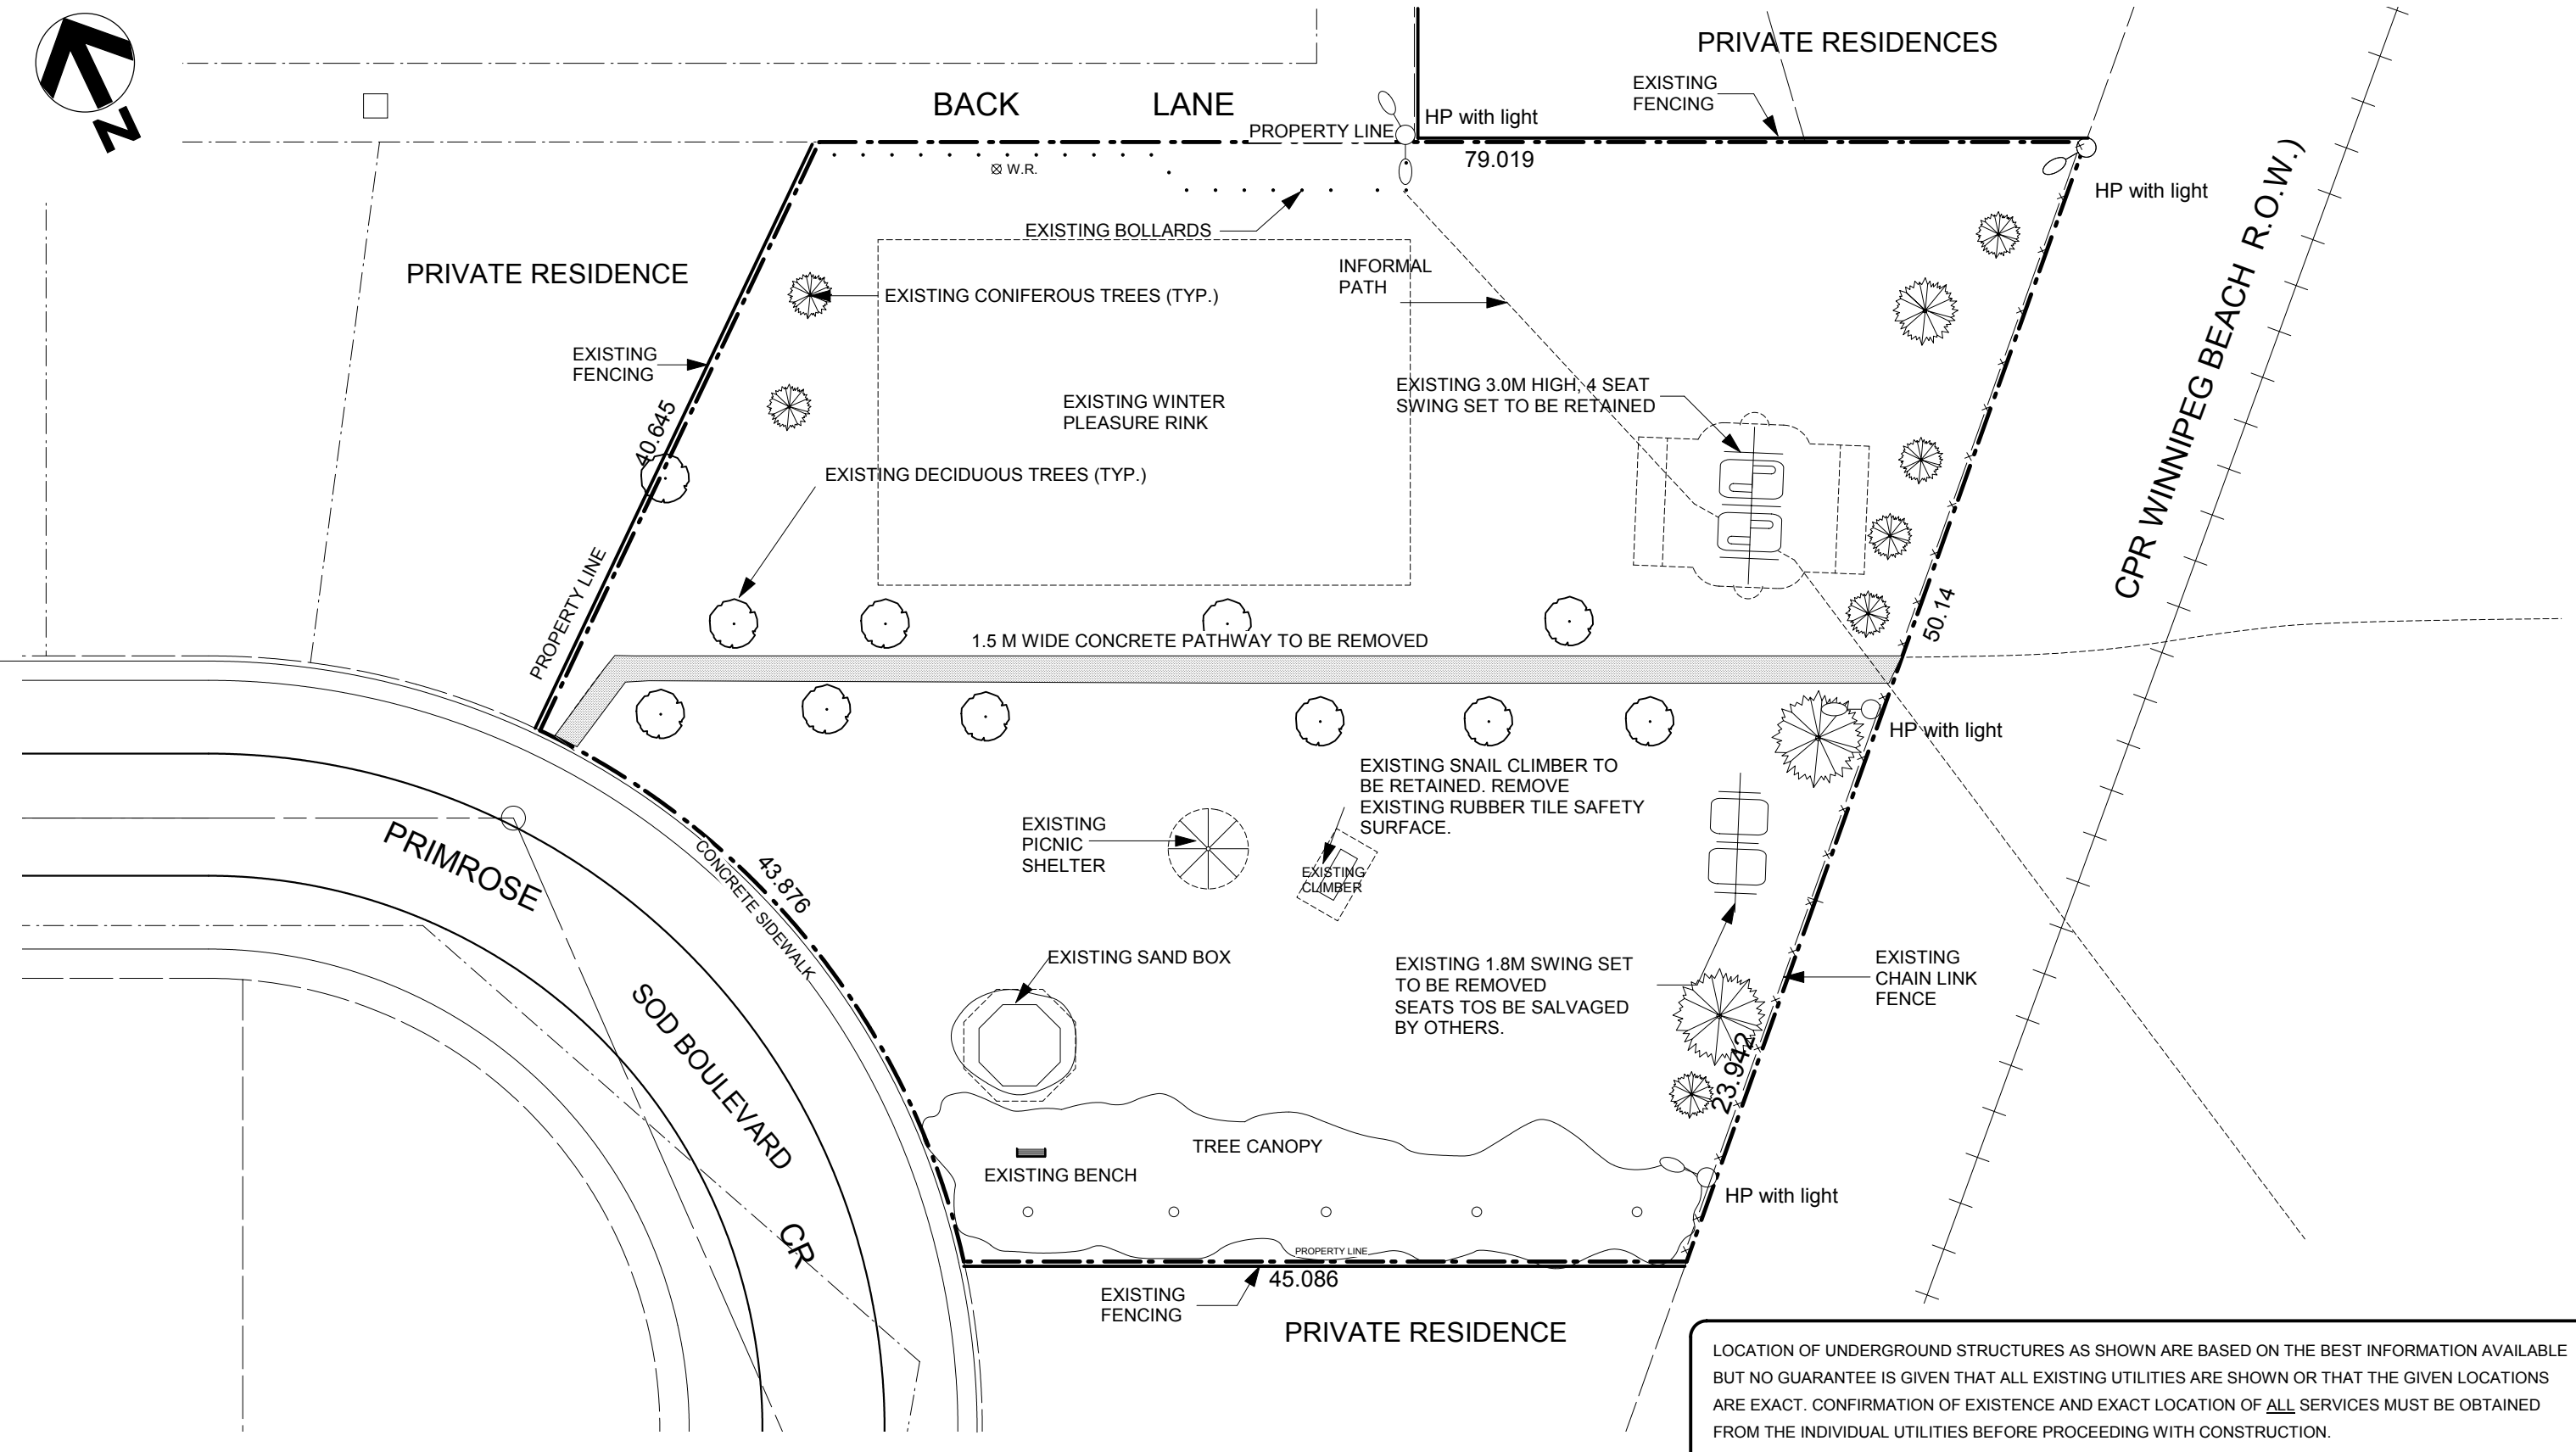 N
BACK LANE
PRIVATE RESIDENCES
EXISTING
FENCING
HP with light
PROPERTY LINE
79.019
W.R.
HP with light
EXISTING BOLLARDS
PRIVATE RESIDENCE
INFORMAL
PATH
EXISTING CONIFEROUS TREES (TYP.)
CPR WINNIPEG BEACH R.O.W.)
EXISTING
FENCING
EXISTING 3.0M HIGH, 4 SEAT
SWING SET TO BE RETAINED
EXISTING WINTER
PLEASURE RINK
40.645
EXISTING DECIDUOUS TREES (TYP.)
PROPERTY LINE
50.14
1.5 M WIDE CONCRETE PATHWAY TO BE REMOVED
HP with light
EXISTING SNAIL CLIMBER TO
BE RETAINED. REMOVE
EXISTING RUBBER TILE SAFETY
SURFACE.
EXISTING
PICNIC
SHELTER
EXISTING
CLIMBER
PRIMROSE
43.876
CONCRETE SIDEWALK
EXISTING SAND BOX
EXISTING 1.8M SWING SET
TO BE REMOVED
SEATS TOS BE SALVAGED
BY OTHERS.
EXISTING
CHAIN LINK
FENCE
SOD BOULEVARD
23.942
TREE CANOPY
EXISTING BENCH
HP with light
CR
PROPERTY LINE
45.086
EXISTING
FENCING
PRIVATE RESIDENCE
LOCATION OF UNDERGROUND STRUCTURES AS SHOWN ARE BASED ON THE BEST INFORMATION AVAILABLE
BUT NO GUARANTEE IS GIVEN THAT ALL EXISTING UTILITIES ARE SHOWN OR THAT THE GIVEN LOCATIONS
ARE EXACT. CONFIRMATION OF EXISTENCE AND EXACT LOCATION OF ALL SERVICES MUST BE OBTAINED
FROM THE INDIVIDUAL UTILITIES BEFORE PROCEEDING WITH CONSTRUCTION.